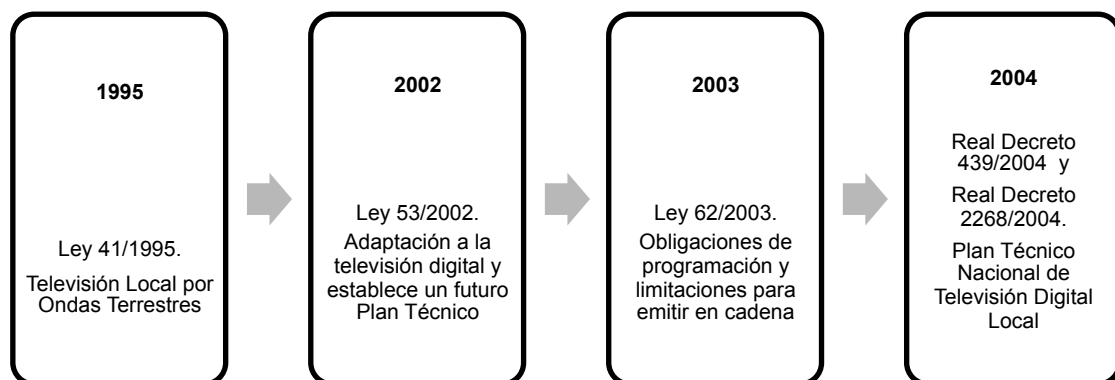 1995
Ley 41/1995.
Televisión Local por
Ondas Terrestres
2002
Ley 53/2002.
Adaptación a la
televisión digital y
establece un futuro
Plan Técnico
2003
Ley 62/2003.
Obligaciones de
programación y
limitaciones para
emitir en cadena
2004
Real Decreto
439/2004 y
Real Decreto
2268/2004.
Plan Técnico
Nacional de
Televisión Digital
Local